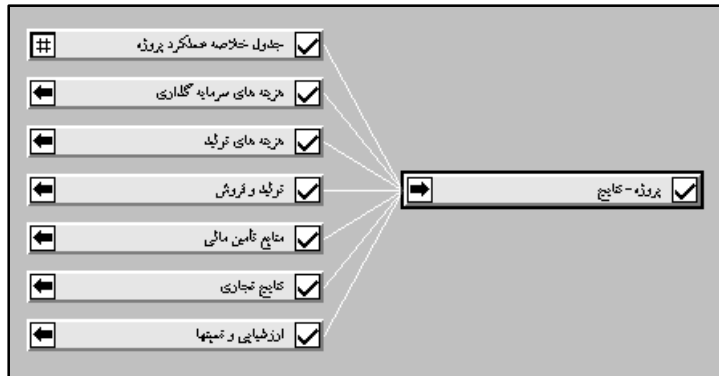 جدول خلاصه عملکرد پروژه
هزینه های سرمایه گذاری
هزینه های تولید
تولید و فروش
پروژه - نتایج
منابع تأمین مالی
نتایج تجاری
ارزشیابی و نسبتها